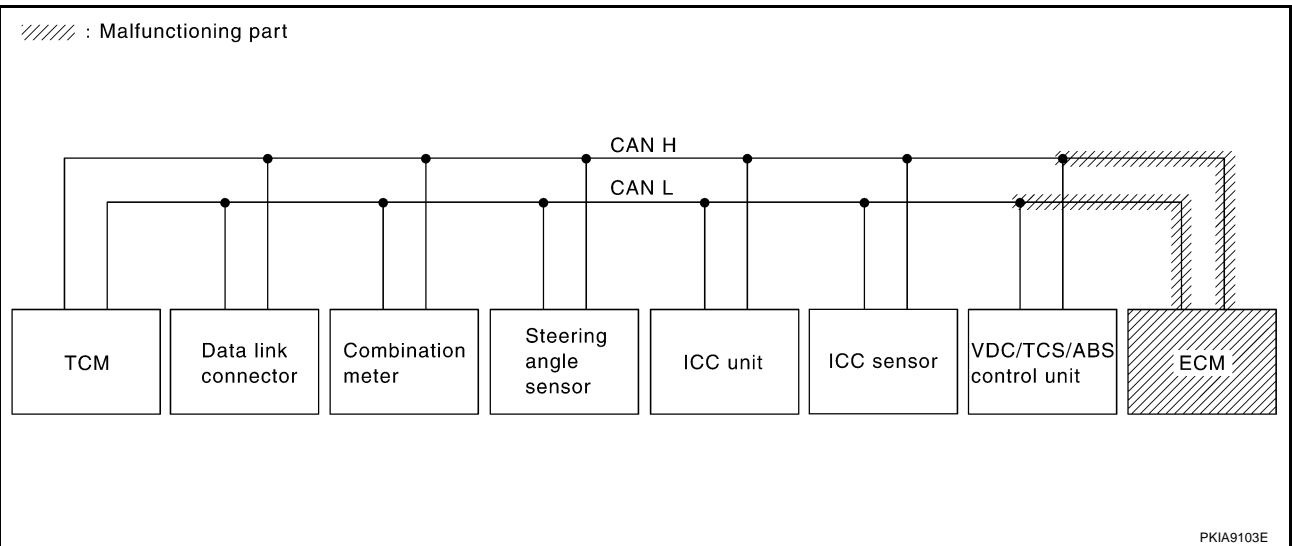 : Malfunctioning part
CAN H
CAN L
TCM
Data link
connector
Combination
meter
Steering
angle
sensor
ICC unit
ICC sensor
VDC/TCS/ABS
control unit
ECM
PKIA9103E